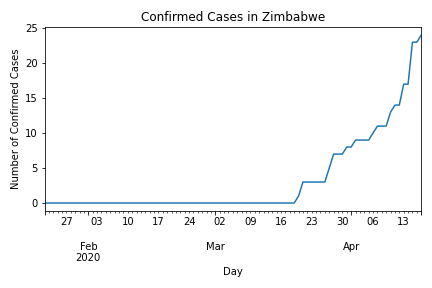 Confirmed Cases in Zimbabwe
Number of Confirmed Cases
25
20
15
10
5
0
27 03 10 17 24 02 09 16 23 30 06 13
Feb Mar Apr
2020
Day